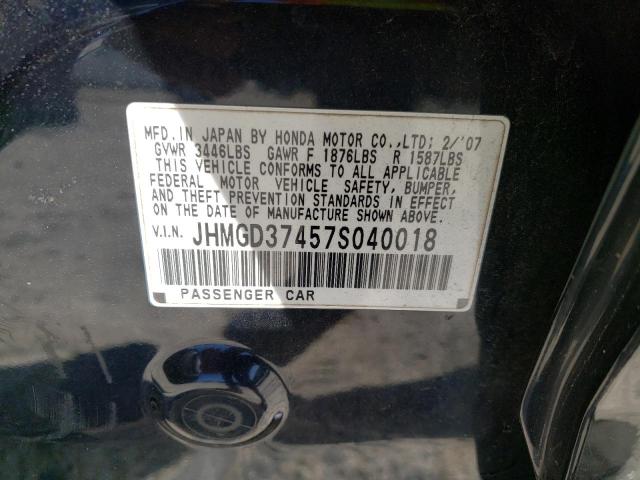 MFD. IN JAPAN BY HONDA MOTOR CO.,LTD; 2/'07
GVWR 3446LBS GAWR F 1876LBS R 1587LBS
THIS VEHICLE CONFORMS TO ALL APPLICABLE
FEDERAL MOTOR VEHICLE SAFETY, BUMPER,
AND THEFT PREVENTION STANDARDS IN EFFECT
ON THE DATE OF MANUFACTURE SHOWN ABOVE.
V.I.N. JHMGD37457S040018
PASSENGER CAR